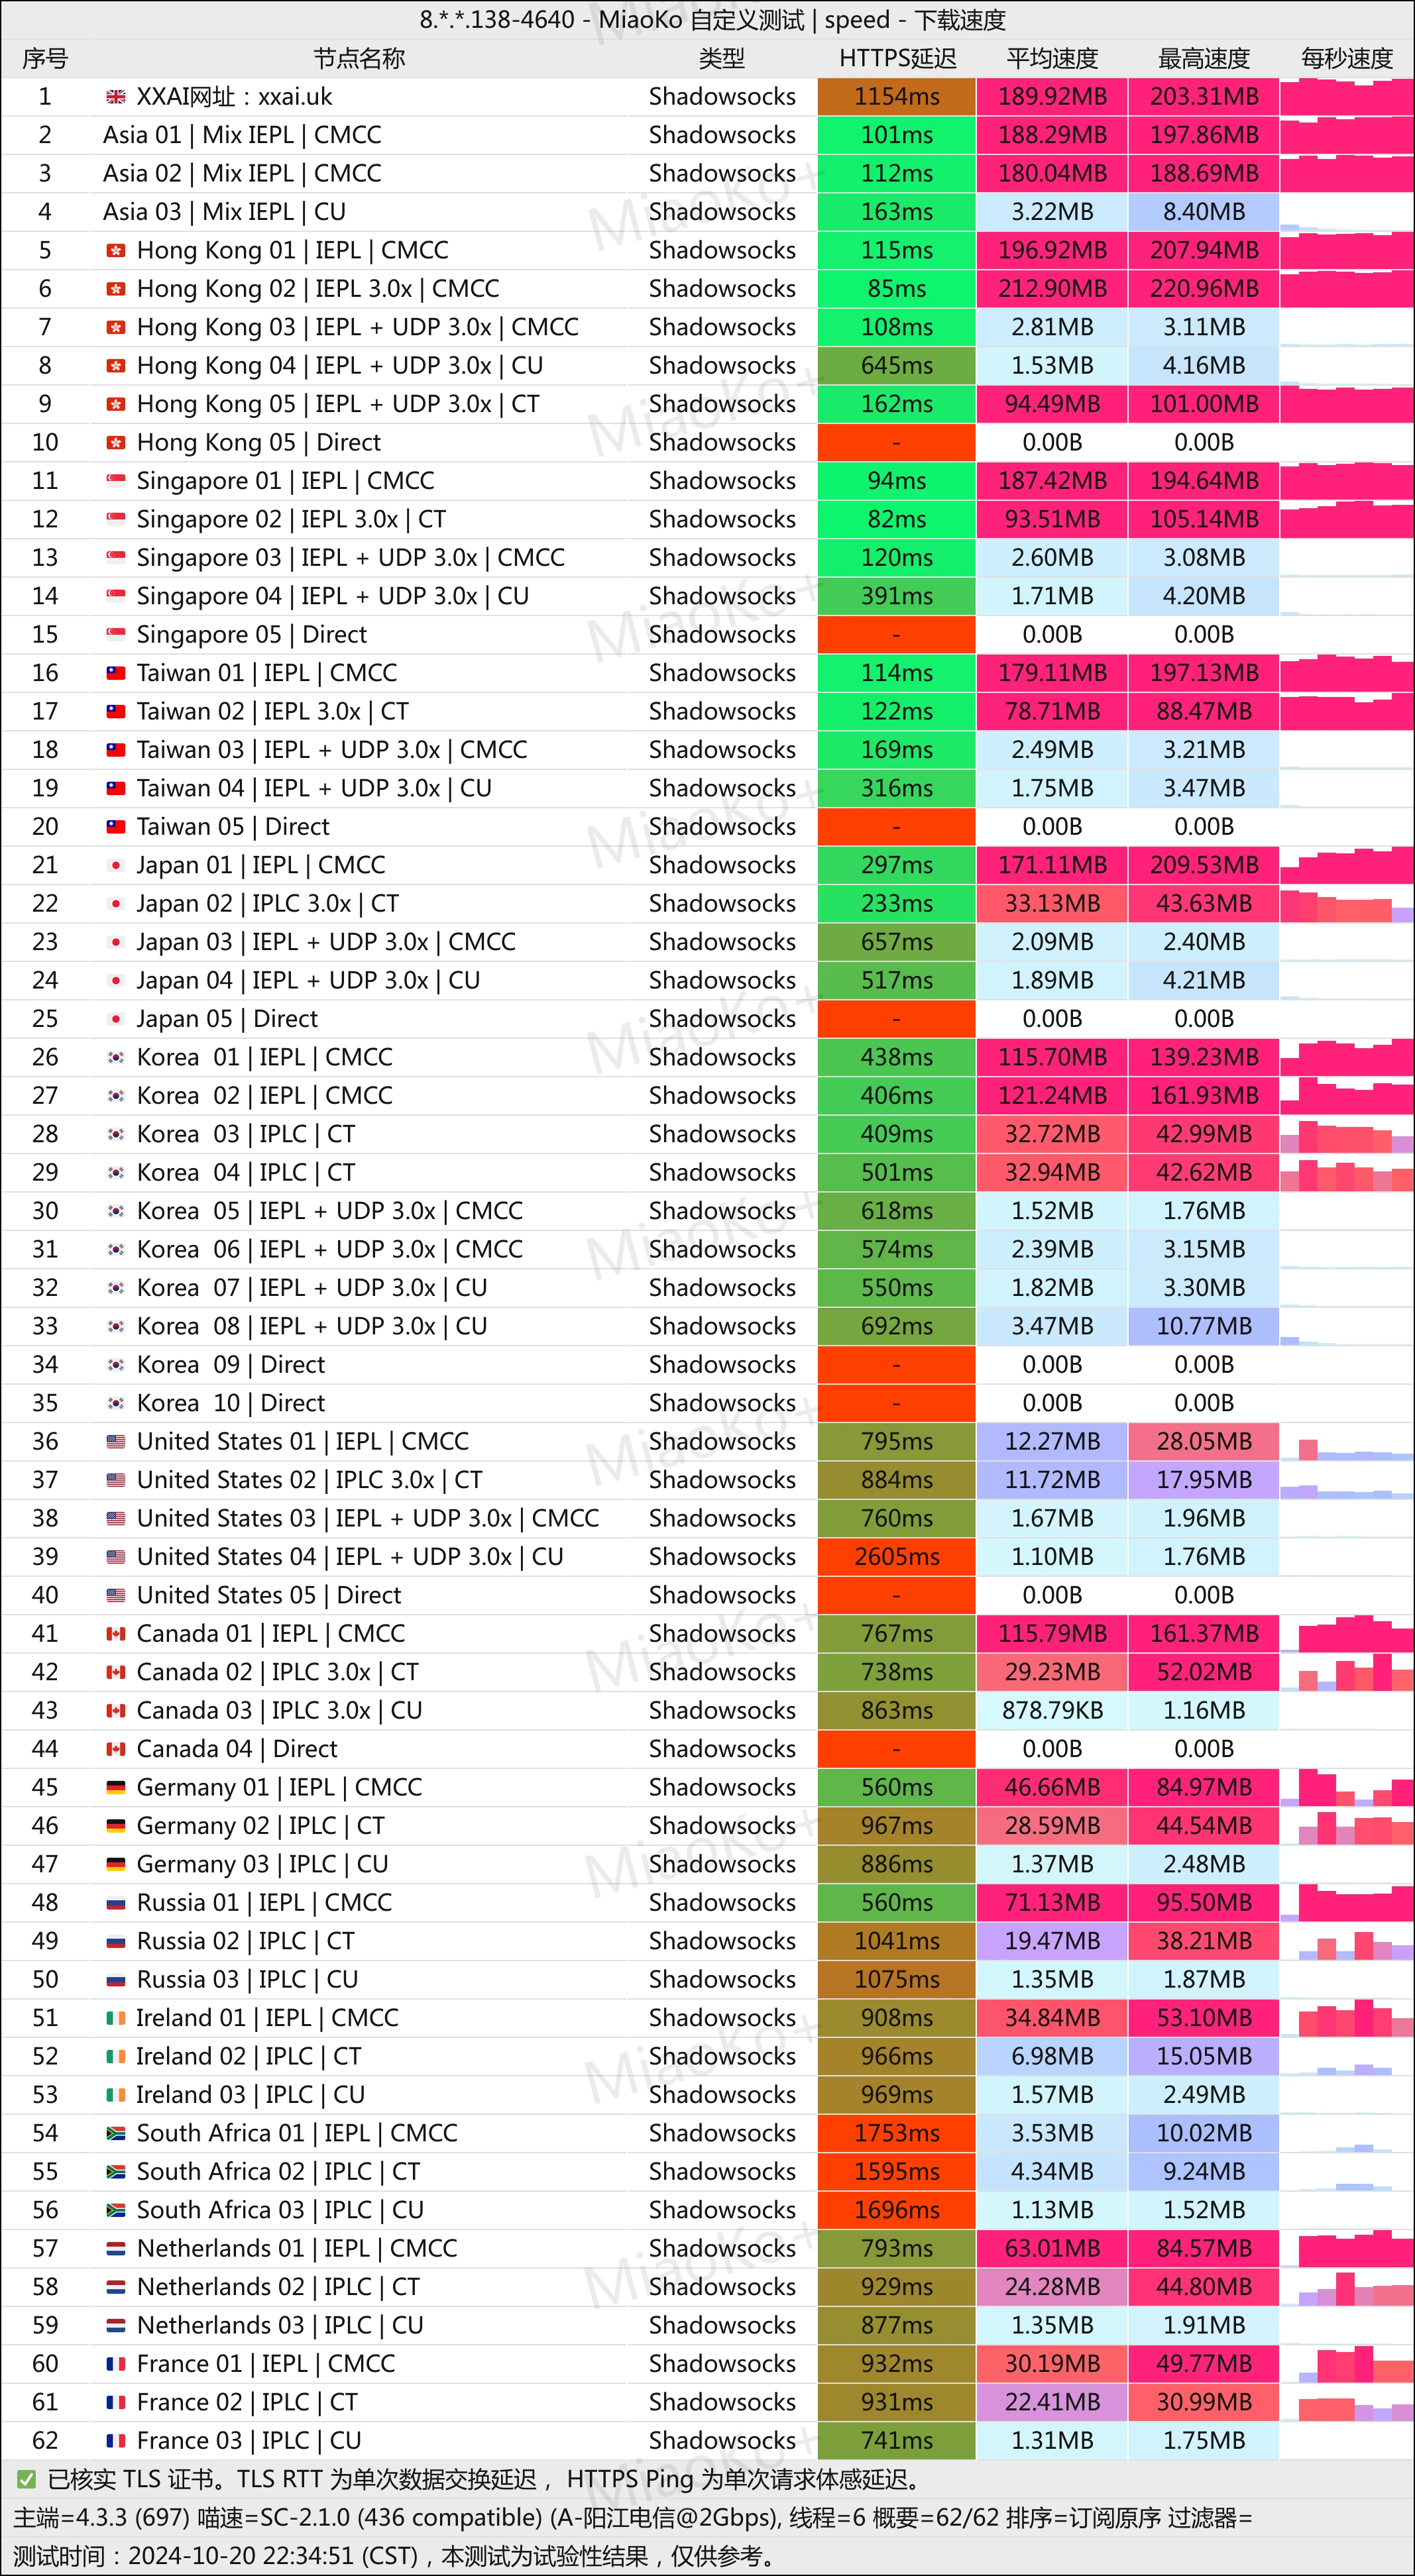 8.*.*.138-4640 - MiaoKo 自定义测试 | speed - 下载速度
序号 节点名称 类型 HTTPS延迟 平均速度 最高速度 每秒速度
1 XXAI网址：xxai.uk Shadowsocks 1154ms 189.92MB 203.31MB
2 Asia 01 | Mix IEPL | CMCC Shadowsocks 101ms 188.29MB 197.86MB
3 Asia 02 | Mix IEPL | CMCC Shadowsocks 112ms 180.04MB 188.69MB
4 Asia 03 | Mix IEPL | CU Shadowsocks 163ms 3.22MB 8.40MB
5 Hong Kong 01 | IEPL | CMCC Shadowsocks 115ms 196.92MB 207.94MB
6 Hong Kong 02 | IEPL 3.0x | CMCC Shadowsocks 85ms 212.90MB 220.96MB
7 Hong Kong 03 | IEPL + UDP 3.0x | CMCC Shadowsocks 108ms 2.81MB 3.11MB
8 Hong Kong 04 | IEPL + UDP 3.0x | CU Shadowsocks 645ms 1.53MB 4.16MB
9 Hong Kong 05 | IEPL + UDP 3.0x | CT Shadowsocks 162ms 94.49MB 101.00MB
10 Hong Kong 05 | Direct Shadowsocks - 0.00B 0.00B
11 Singapore 01 | IEPL | CMCC Shadowsocks 94ms 187.42MB 194.64MB
12 Singapore 02 | IEPL 3.0x | CT Shadowsocks 82ms 93.51MB 105.14MB
13 Singapore 03 | IEPL + UDP 3.0x | CMCC Shadowsocks 120ms 2.60MB 3.08MB
14 Singapore 04 | IEPL + UDP 3.0x | CU Shadowsocks 391ms 1.71MB 4.20MB
15 Singapore 05 | Direct Shadowsocks - 0.00B 0.00B
16 Taiwan 01 | IEPL | CMCC Shadowsocks 114ms 179.11MB 197.13MB
17 Taiwan 02 | IEPL 3.0x | CT Shadowsocks 122ms 78.71MB 88.47MB
18 Taiwan 03 | IEPL + UDP 3.0x | CMCC Shadowsocks 169ms 2.49MB 3.21MB
19 Taiwan 04 | IEPL + UDP 3.0x | CU Shadowsocks 316ms 1.75MB 3.47MB
20 Taiwan 05 | Direct Shadowsocks - 0.00B 0.00B
21 Japan 01 | IEPL | CMCC Shadowsocks 297ms 171.11MB 209.53MB
22 Japan 02 | IPLC 3.0x | CT Shadowsocks 233ms 33.13MB 43.63MB
23 Japan 03 | IEPL + UDP 3.0x | CMCC Shadowsocks 657ms 2.09MB 2.40MB
24 Japan 04 | IEPL + UDP 3.0x | CU Shadowsocks 517ms 1.89MB 4.21MB
25 Japan 05 | Direct Shadowsocks - 0.00B 0.00B
26 Korea 01 | IEPL | CMCC Shadowsocks 438ms 115.70MB 139.23MB
27 Korea 02 | IEPL | CMCC Shadowsocks 406ms 121.24MB 161.93MB
28 Korea 03 | IPLC | CT Shadowsocks 409ms 32.72MB 42.99MB
29 Korea 04 | IPLC | CT Shadowsocks 501ms 32.94MB 42.62MB
30 Korea 05 | IEPL + UDP 3.0x | CMCC Shadowsocks 618ms 1.52MB 1.76MB
31 Korea 06 | IEPL + UDP 3.0x | CMCC Shadowsocks 574ms 2.39MB 3.15MB
32 Korea 07 | IEPL + UDP 3.0x | CU Shadowsocks 550ms 1.82MB 3.30MB
33 Korea 08 | IEPL + UDP 3.0x | CU Shadowsocks 692ms 3.47MB 10.77MB
34 Korea 09 | Direct Shadowsocks - 0.00B 0.00B
35 Korea 10 | Direct Shadowsocks - 0.00B 0.00B
36 United States 01 | IEPL | CMCC Shadowsocks 795ms 12.27MB 28.05MB
37 United States 02 | IPLC 3.0x | CT Shadowsocks 884ms 11.72MB 17.95MB
38 United States 03 | IEPL + UDP 3.0x | CMCC Shadowsocks 760ms 1.67MB 1.96MB
39 United States 04 | IEPL + UDP 3.0x | CU Shadowsocks 2605ms 1.10MB 1.76MB
40 United States 05 | Direct Shadowsocks - 0.00B 0.00B
41 Canada 01 | IEPL | CMCC Shadowsocks 767ms 115.79MB 161.37MB
42 Canada 02 | IPLC 3.0x | CT Shadowsocks 738ms 29.23MB 52.02MB
43 Canada 03 | IPLC 3.0x | CU Shadowsocks 863ms 878.79KB 1.16MB
44 Canada 04 | Direct Shadowsocks - 0.00B 0.00B
45 Germany 01 | IEPL | CMCC Shadowsocks 560ms 46.66MB 84.97MB
46 Germany 02 | IPLC | CT Shadowsocks 967ms 28.59MB 44.54MB
47 Germany 03 | IPLC | CU Shadowsocks 886ms 1.37MB 2.48MB
48 Russia 01 | IEPL | CMCC Shadowsocks 560ms 71.13MB 95.50MB
49 Russia 02 | IPLC | CT Shadowsocks 1041ms 19.47MB 38.21MB
50 Russia 03 | IPLC | CU Shadowsocks 1075ms 1.35MB 1.87MB
51 Ireland 01 | IEPL | CMCC Shadowsocks 908ms 34.84MB 53.10MB
52 Ireland 02 | IPLC | CT Shadowsocks 966ms 6.98MB 15.05MB
53 Ireland 03 | IPLC | CU Shadowsocks 969ms 1.57MB 2.49MB
54 South Africa 01 | IEPL | CMCC Shadowsocks 1753ms 3.53MB 10.02MB
55 South Africa 02 | IPLC | CT Shadowsocks 1595ms 4.34MB 9.24MB
56 South Africa 03 | IPLC | CU Shadowsocks 1696ms 1.13MB 1.52MB
57 Netherlands 01 | IEPL | CMCC Shadowsocks 793ms 63.01MB 84.57MB
58 Netherlands 02 | IPLC | CT Shadowsocks 929ms 24.28MB 44.80MB
59 Netherlands 03 | IPLC | CU Shadowsocks 877ms 1.35MB 1.91MB
60 France 01 | IEPL | CMCC Shadowsocks 932ms 30.19MB 49.77MB
61 France 02 | IPLC | CT Shadowsocks 931ms 22.41MB 30.99MB
62 France 03 | IPLC | CU Shadowsocks 741ms 1.31MB 1.75MB
✅ 已核实 TLS 证书。TLS RTT 为单次数据交换延迟， HTTPS Ping 为单次请求体感延迟。
主端=4.3.3 (697) 喵速=SC-2.1.0 (436 compatible) (A-阳江电信@2Gbps), 线程=6 概要=62/62 排序=订阅原序 过滤器=
测试时间：2024-10-20 22:34:51 (CST)，本测试为试验性结果，仅供参考。